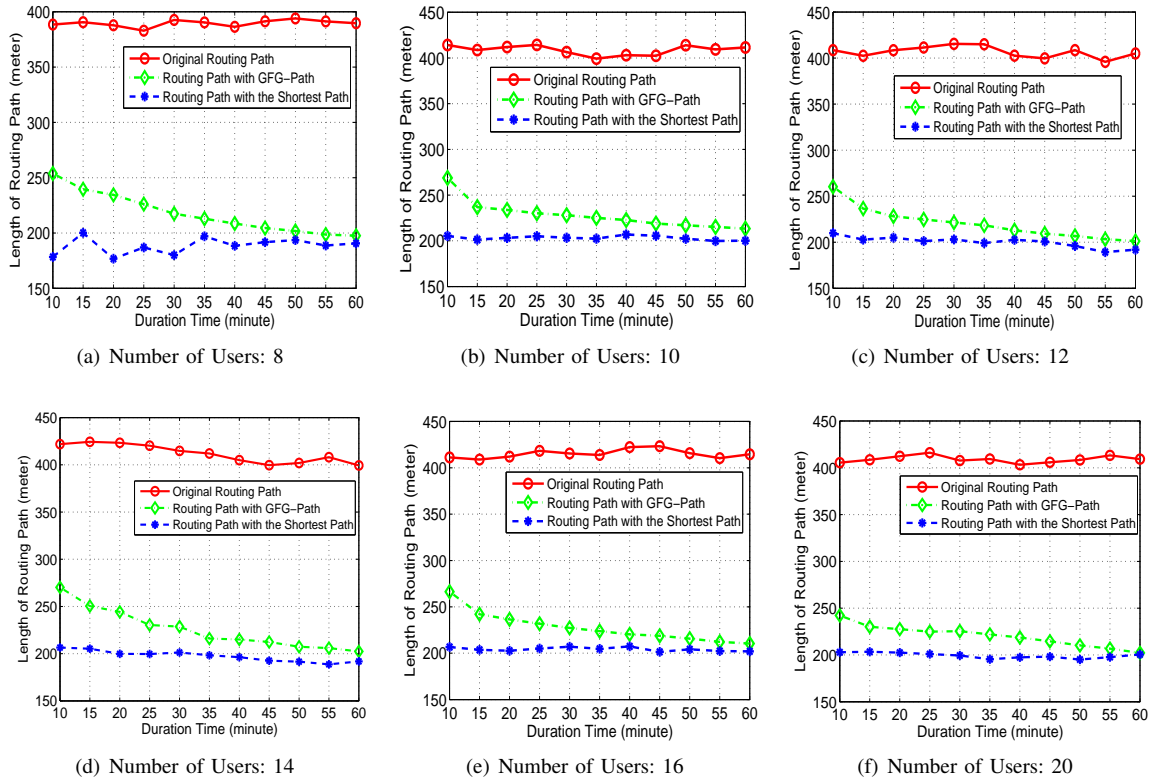 400
350
300
250
200
150
Length of Routing Path (meter)
Original Routing Path
Routing Path with GFG−Path
Routing Path with the Shortest Path
10 15 20 25 30 35 40 45 50 55 60
Duration Time (minute)
(a) Number of Users: 8
450
400
350
300
250
200
150
Length of Routing Path (meter)
Original Routing Path
Routing Path with GFG−Path
Routing Path with the Shortest Path
10 15 20 25 30 35 40 45 50 55 60
Duration Time (minute)
(b) Number of Users: 10
450
400
350
300
250
200
150
Length of Routing Path (meter)
Original Routing Path
Routing Path with GFG−Path
Routing Path with the Shortest Path
10 15 20 25 30 35 40 45 50 55 60
Duration Time (minute)
(c) Number of Users: 12
450
400
350
300
250
200
150
Length of Routing Path (meter)
Original Routing Path
Routing Path with GFG−Path
Routing Path with the Shortest Path
10 15 20 25 30 35 40 45 50 55 60
Duration Time (minute)
(d) Number of Users: 14
450
400
350
300
250
200
150
Length of Routing Path (meter)
Original Routing Path
Routing Path with GFG−Path
Routing Path with the Shortest Path
10 15 20 25 30 35 40 45 50 55 60
Duration Time (minute)
(e) Number of Users: 16
450
400
350
300
250
200
150
Length of Routing Path (meter)
Original Routing Path
Routing Path with GFG−Path
Routing Path with the Shortest Path
10 15 20 25 30 35 40 45 50 55 60
Duration Time (minute)
(f) Number of Users: 20